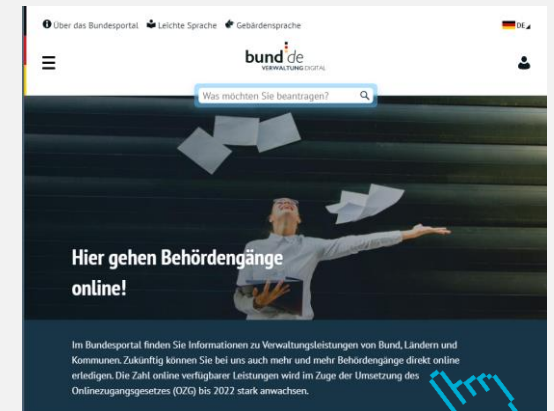 Über das Bundesportal Leichte Sprache Gebärdensprache DE
bund.de
VERWALTUNG DIGITAL
Was möchten Sie beantragen?
Hier gehen Behördengänge
online!
Im Bundesportal finden Sie Informationen zu Verwaltungsleistungen von Bund, Ländern und
Kommunen. Zukünftig können Sie bei uns auch mehr und mehr Behördengänge direkt online
erledigen. Die Zahl online verfügbarer Leistungen wird im Zuge der Umsetzung des
Onlinezugangsgesetzes (OZG) bis 2022 stark anwachsen.